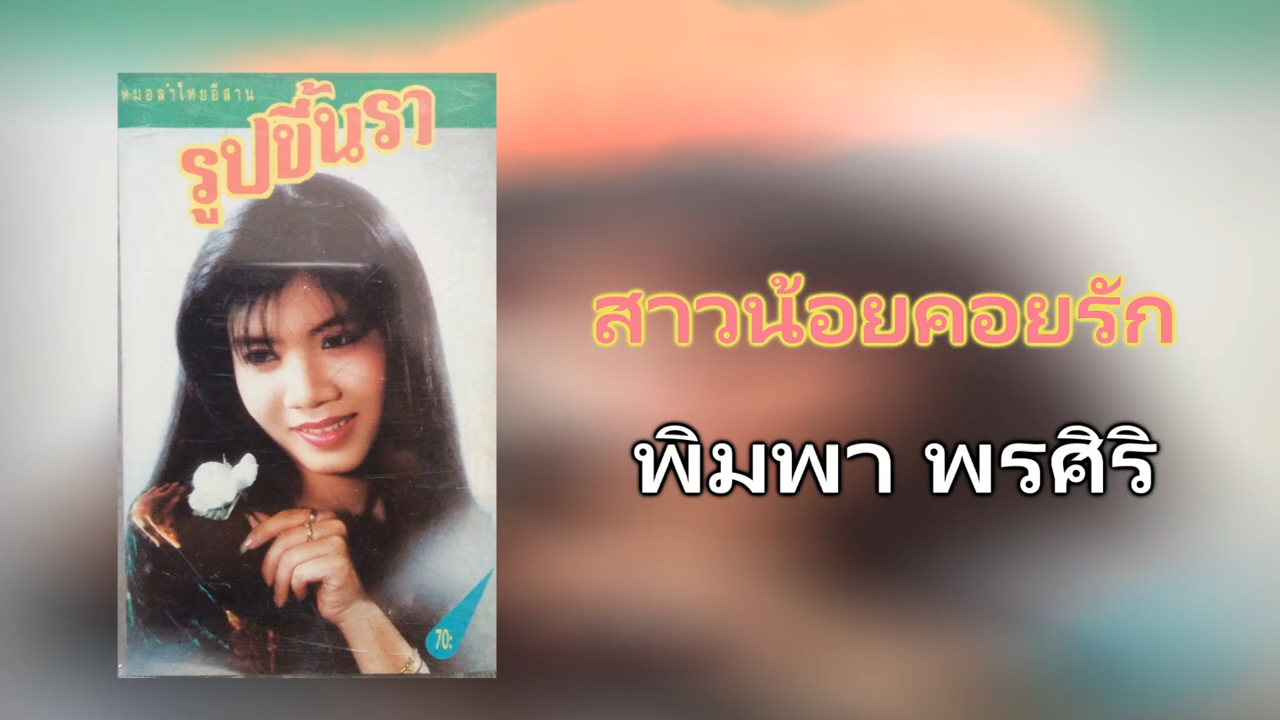 หมอลำไทยอีสาน
รูปขึ้นรา
70:
สาวน้อยคอยรัก
พิมพา พรศิริ